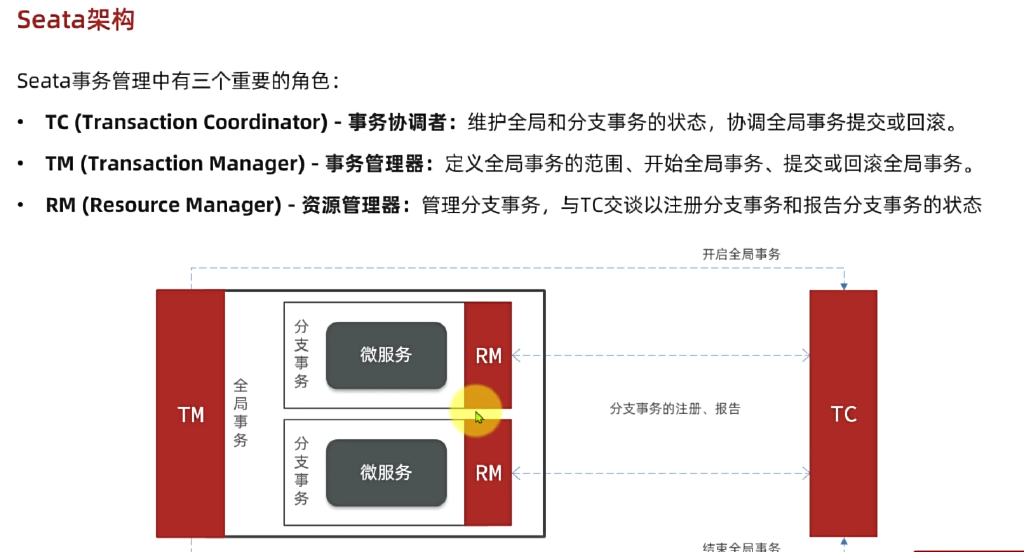 Seata架构
Seata事务管理中有三个重要的角色：
• TC (Transaction Coordinator) - 事务协调者：维护全局和分支事务的状态，协调全局事务提交或回滚。
• TM (Transaction Manager) - 事务管理器：定义全局事务的范围、开始全局事务、提交或回滚全局事务。
• RM (Resource Manager) - 资源管理器：管理分支事务，与TC交谈以注册分支事务和报告分支事务的状态
开启全局事务
TM
全局事务
分支事务
微服务
RM
分支事务
微服务
RM
分支事务的注册、报告
TC
结束全局事务